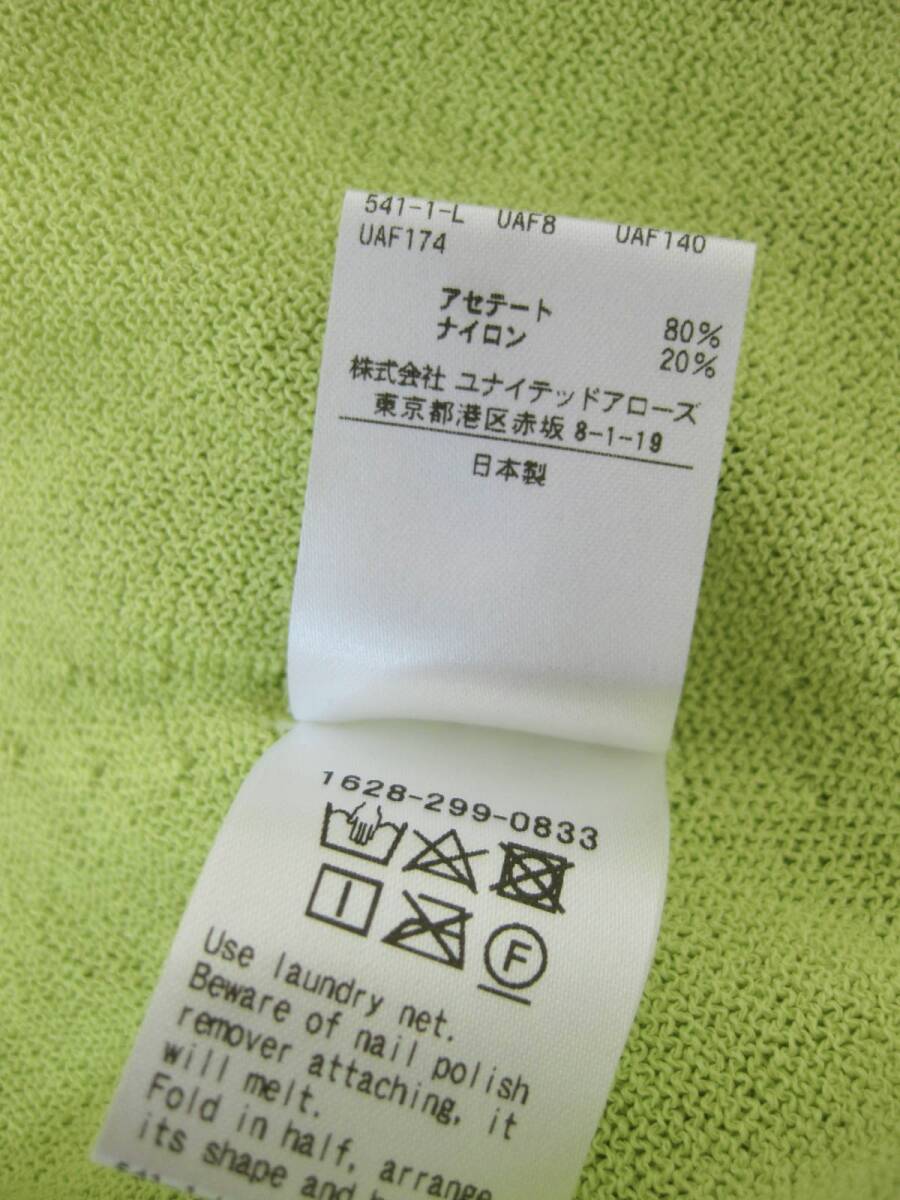 541-1-L UAF8 UAF140
UAF174
アセテート 80%
ナイロン 20%
株式会社 ユナイテッドアローズ
東京都港区赤坂 8-1-19
日本製
1628-299-0833
F
Use laundry net.
Beware of nail polish
remover attaching, it
will melt.
Fold in half, arrange
its shape and